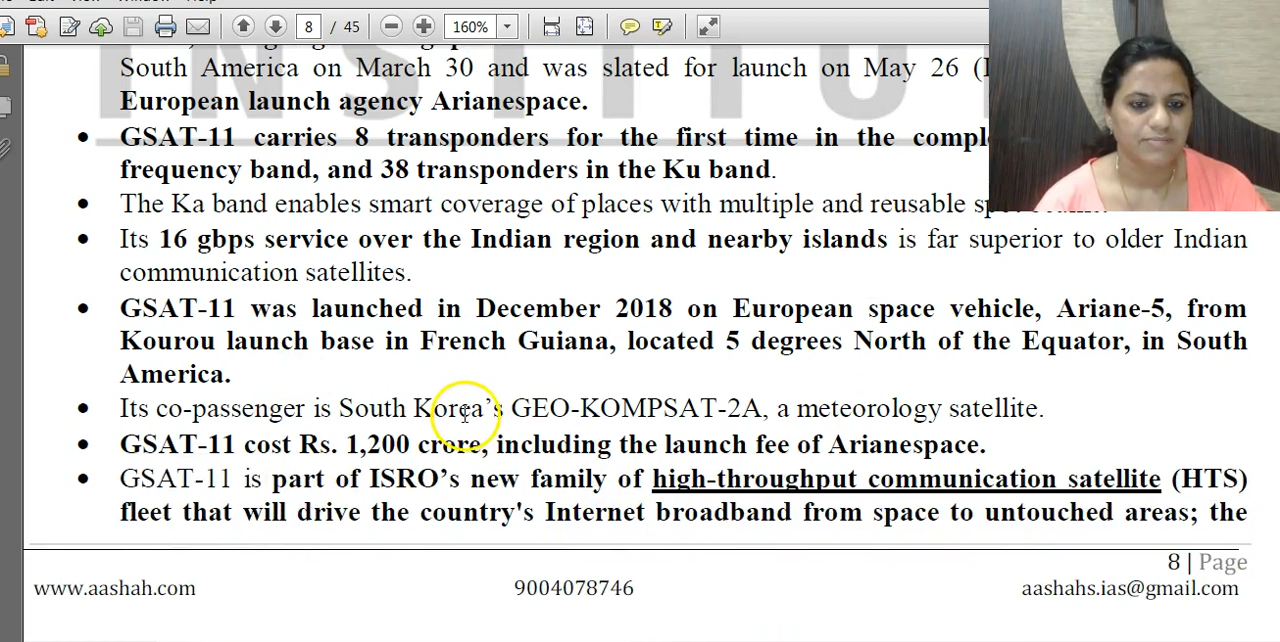 8 / 45
160%
INSTITU
South America on March 30 and was slated for launch on May 26
European launch agency Arianespace.
• GSAT-11 carries 8 transponders for the first time in the
frequency band, and 38 transponders in the Ku band.
• The Ka band enables smart coverage of places with multiple and reusable
• Its 16 gbps service over the Indian region and nearby islands is far superior to older Indian
communication satellites.
• GSAT-11 was launched in December 2018 on European space vehicle, Ariane-5, from
Kourou launch base in French Guiana, located 5 degrees North of the Equator, in South
America.
• Its co-passenger is South Korea's GEO-KOMPSAT-2A, a meteorology satellite.
• GSAT-11 cost Rs. 1,200 crore, including the launch fee of Arianespace.
• GSAT-11 is part of ISRO's new family of high-throughput communication satellite (HTS)
fleet that will drive the country's Internet broadband from space to untouched areas; the
8 | Page
www.aashah.com 9004078746 aashahs.ias@gmail.com